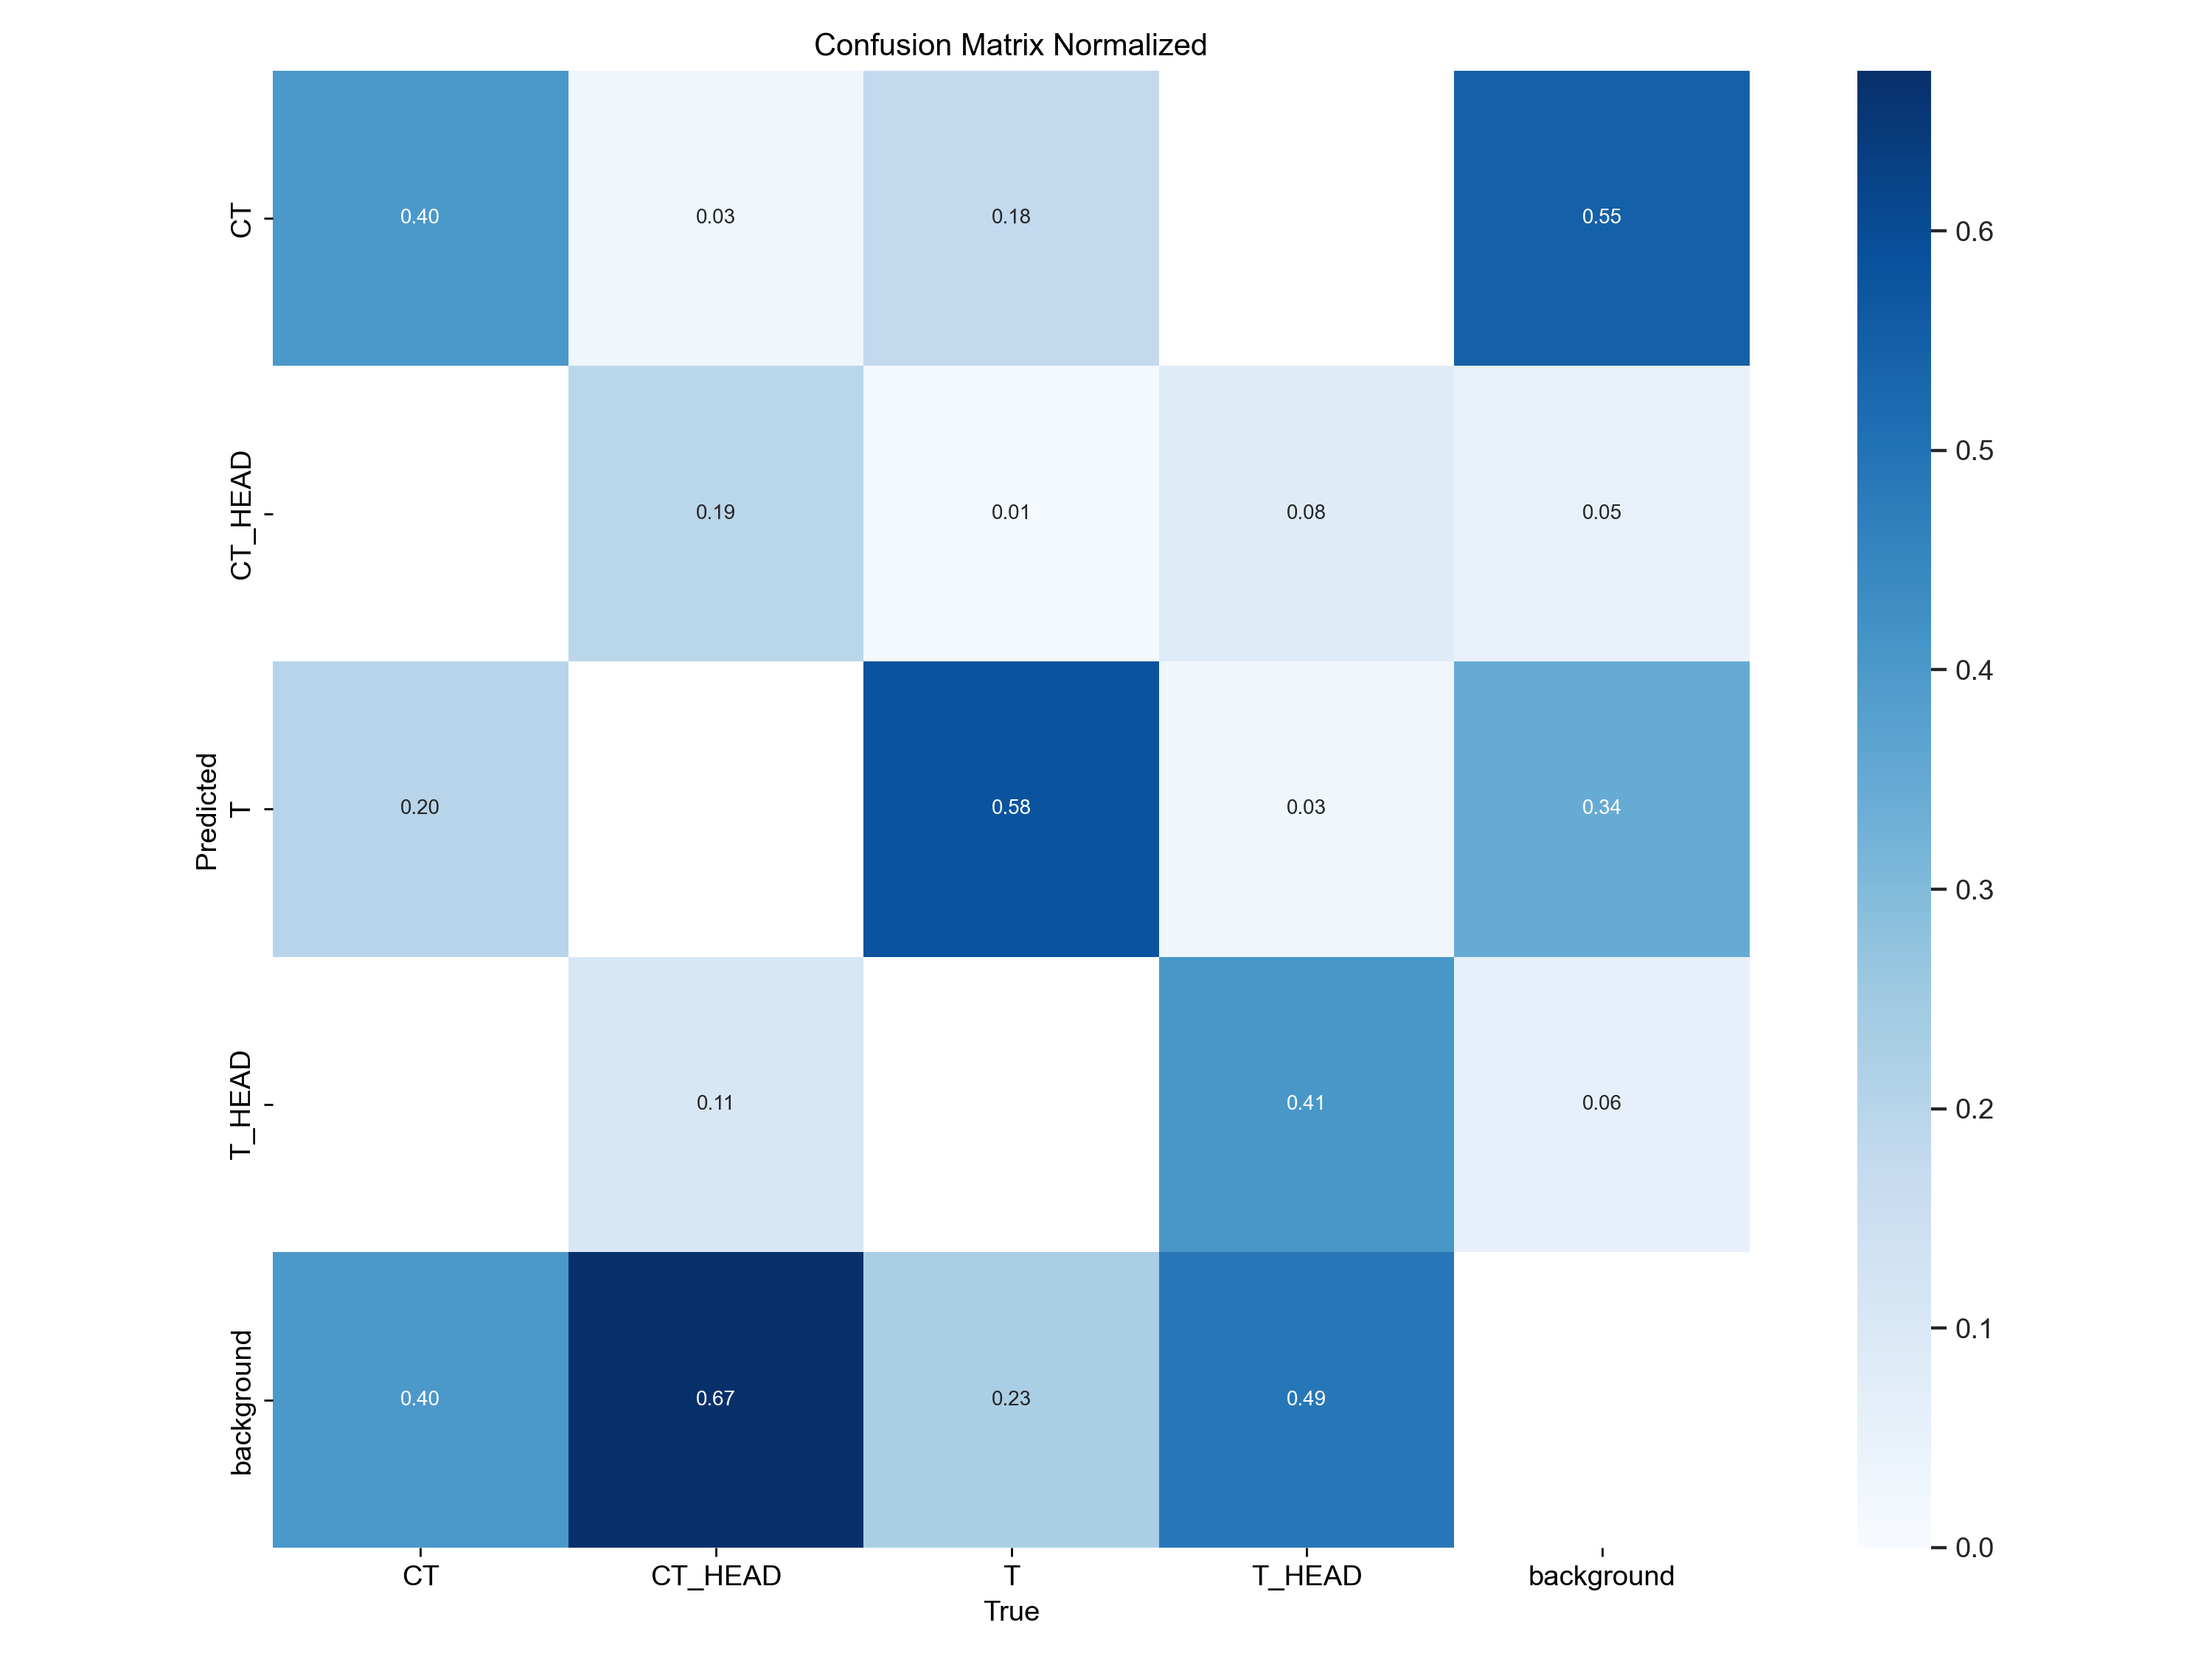 Confusion Matrix Normalized
CT 0.40 0.03 0.18 0.55
CT_HEAD 0.19 0.01 0.08 0.05
T 0.20 0.58 0.03 0.34
T_HEAD 0.11 0.41 0.06
background 0.40 0.67 0.23 0.49
Predicted
CT CT_HEAD T T_HEAD background
True
0.6
0.5
0.4
0.3
0.2
0.1
0.0